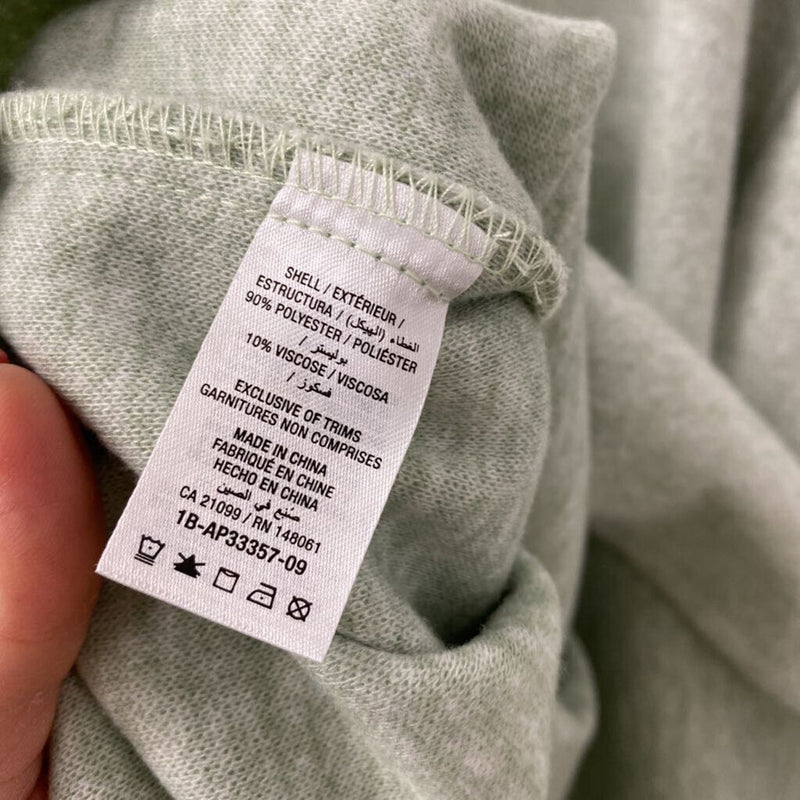 SHELL / EXTÉRIEUR /
ESTRUCTURA / الغطاء (الهيكل) /
90% POLYESTER / POLIÉSTER
/ بوليستر
10% VISCOSE / VISCOSA
/ فسكوز
EXCLUSIVE OF TRIMS
GARNITURES NON COMPRISES
MADE IN CHINA
FABRIQUÉ EN CHINE
HECHO EN CHINA
صنع في الصين
CA 21099 / RN 148061
1B-AP33357-09